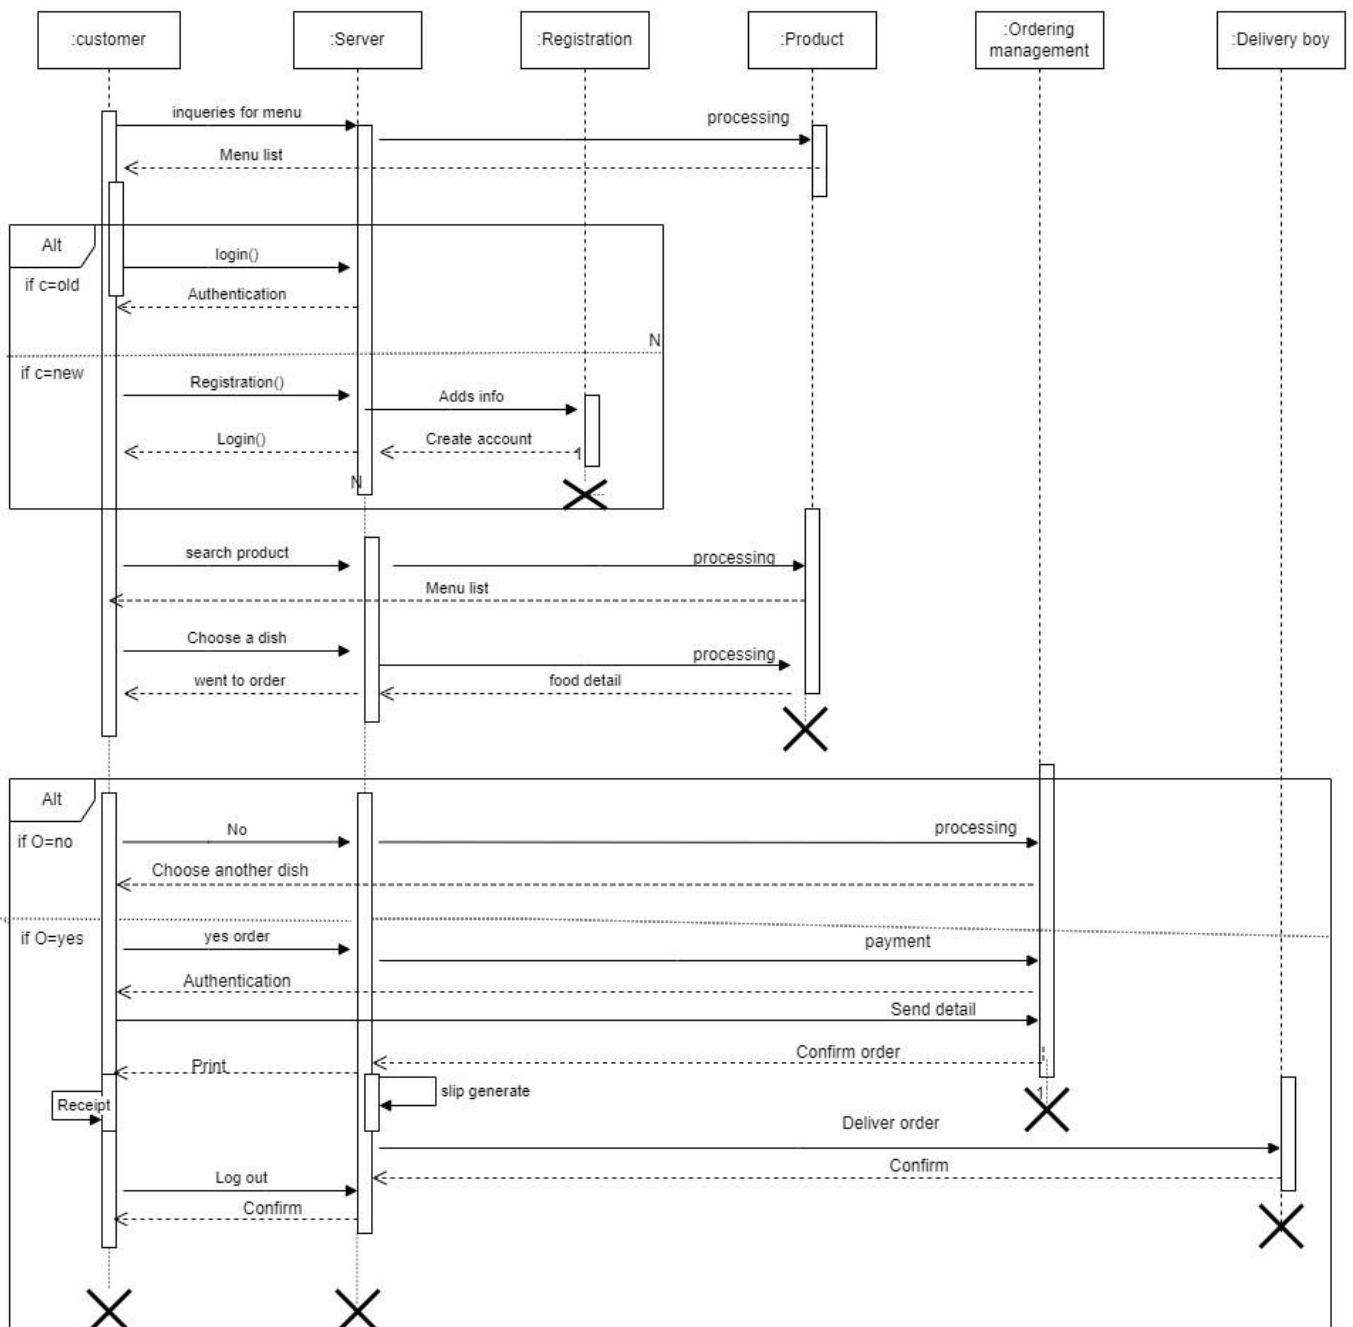 :customer
:Server
:Registration
:Product
:Ordering
management
:Delivery boy
inqueries for menu
processing
Menu list
Alt
login()
if c=old
Authentication
N
if c=new
Registration()
Adds info
Login()
Create account
1
N
search product
processing
Menu list
Choose a dish
processing
went to order
food detail
Alt
No
processing
if O=no
Choose another dish
if O=yes
yes order
payment
Authentication
Send detail
Confirm order
Print
slip generate
Receipt
1
Deliver order
Confirm
Log out
Confirm